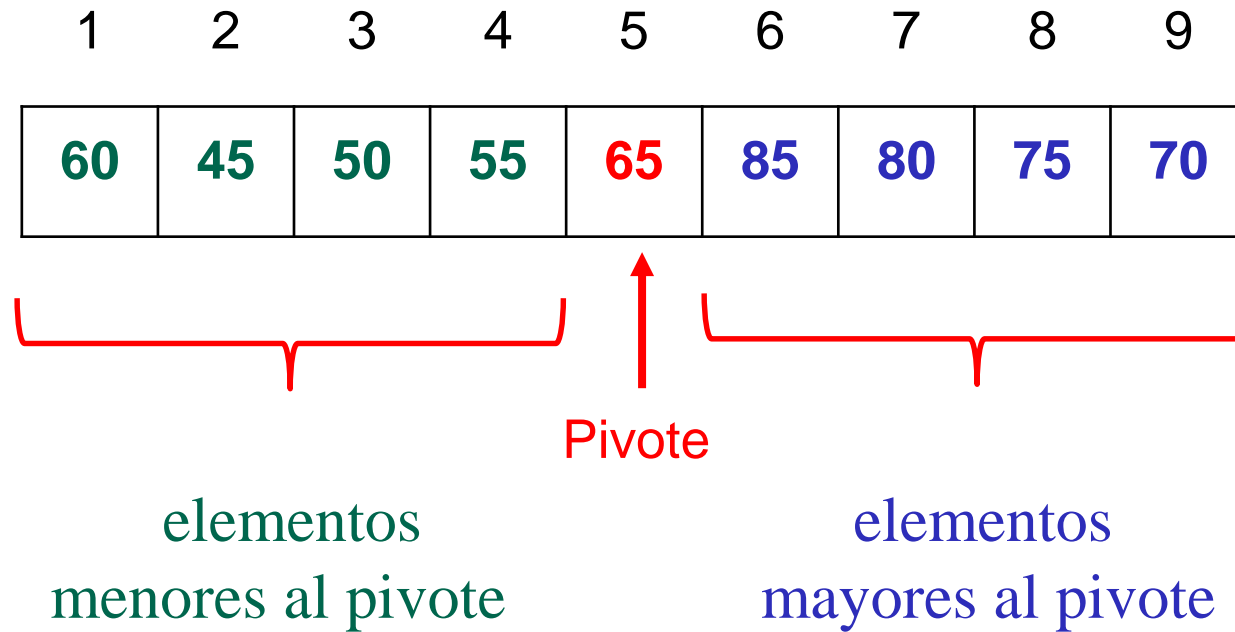 1 2 3 4 5 6 7 8 9
60 45 50 55 65 85 80 75 70
Pivote
elementos
menores al pivote
elementos
mayores al pivote